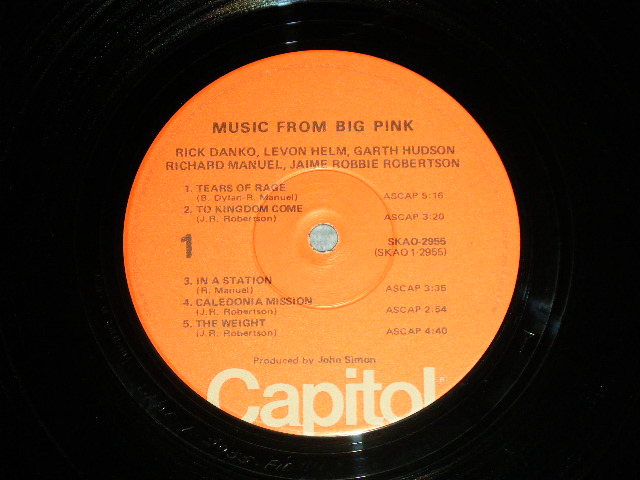 MUSIC FROM BIG PINK
RICK DANKO, LEVON HELM, GARTH HUDSON
RICHARD MANUEL, JAIME ROBBIE ROBERTSON
1. TEARS OF RAGE
(B. Dylan-R. Manuel) ASCAP 5:16
2. TO KINGDOM COME
(J.R. Robertson) ASCAP 3:20
1
SKAO-2955
(SKAO 1-2955)
3. IN A STATION
(R. Manuel) ASCAP 3:35
4. CALEDONIA MISSION
(J.R. Robertson) ASCAP 2:54
5. THE WEIGHT
(J.R. Robertson) ASCAP 4:40
Produced by John Simon
Capitol®